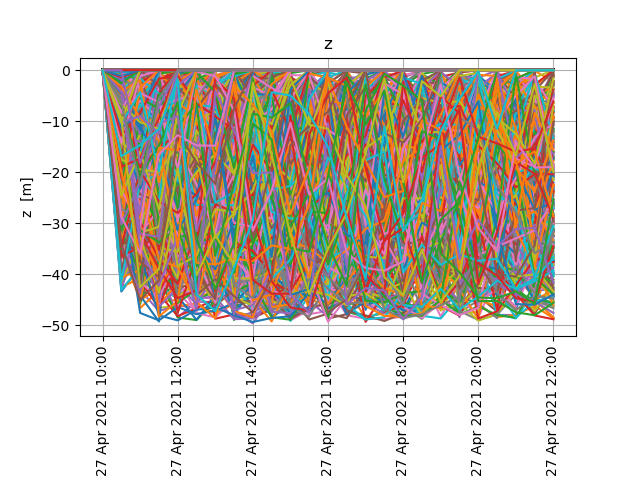 z
0
−10
−20
−30
−40
−50
z [m]
27 Apr 2021 10:00
27 Apr 2021 12:00
27 Apr 2021 14:00
27 Apr 2021 16:00
27 Apr 2021 18:00
27 Apr 2021 20:00
27 Apr 2021 22:00